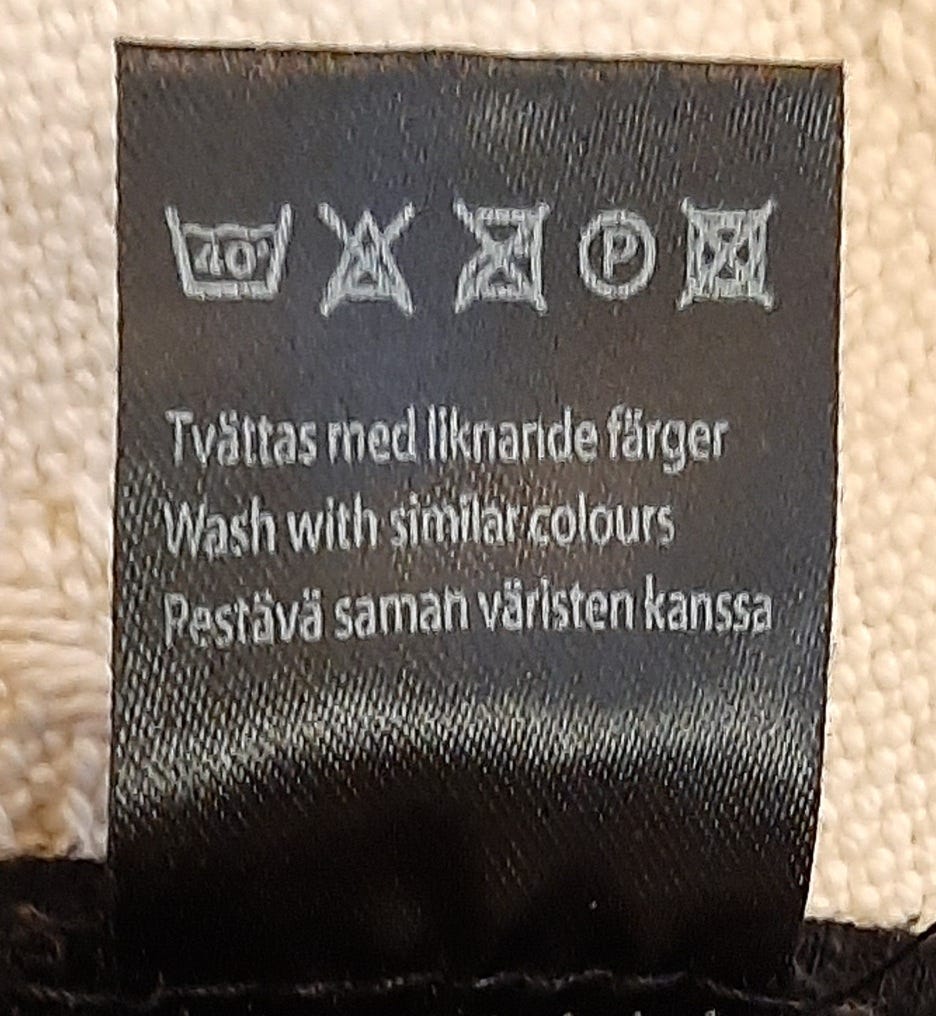 40°
P
Tvättas med liknande färger
Wash with similar colours
Pestävä saman väristen kanssa